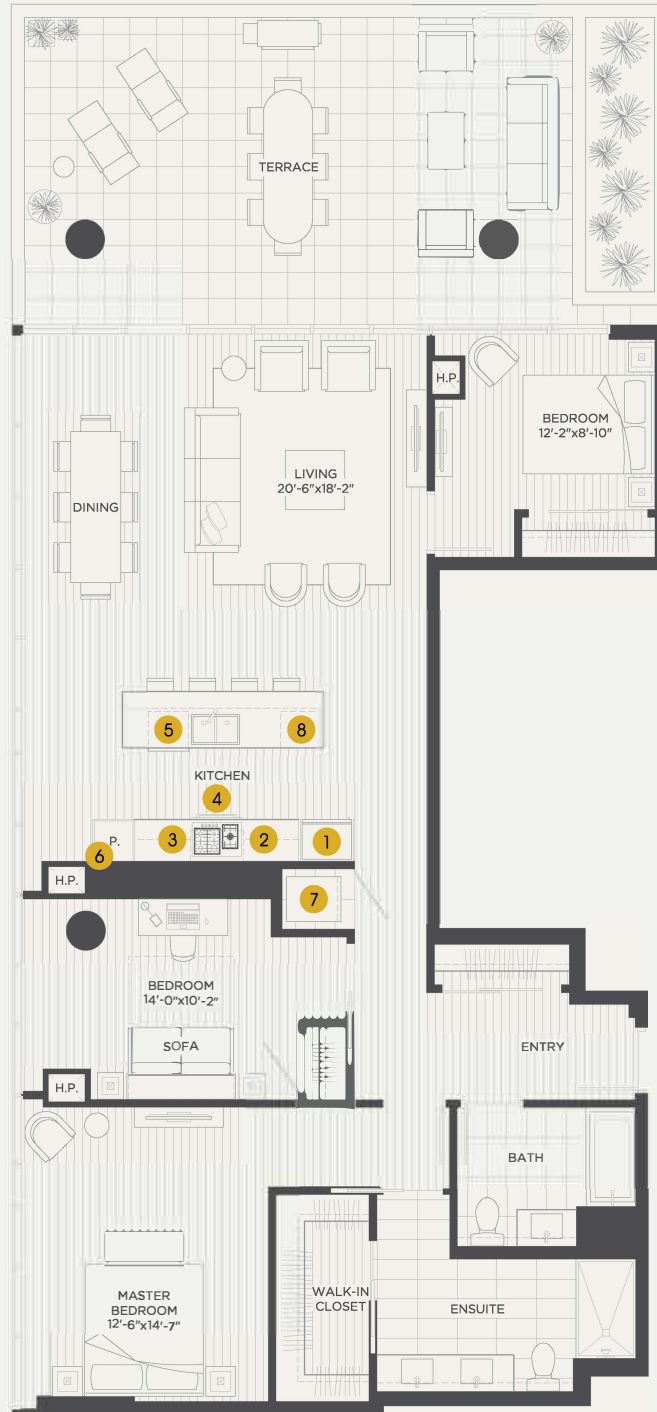 TERRACE
H.P.
BEDROOM
12'-2"x8'-10"
LIVING
20'-6"x18'-2"
DINING
5
8
KITCHEN
4
P.
3
2
1
6
H.P.
7
BEDROOM
14'-0"x10'-2"
SOFA
ENTRY
H.P.
BATH
MASTER
BEDROOM
12'-6"x14'-7"
WALK-IN
CLOSET
ENSUITE